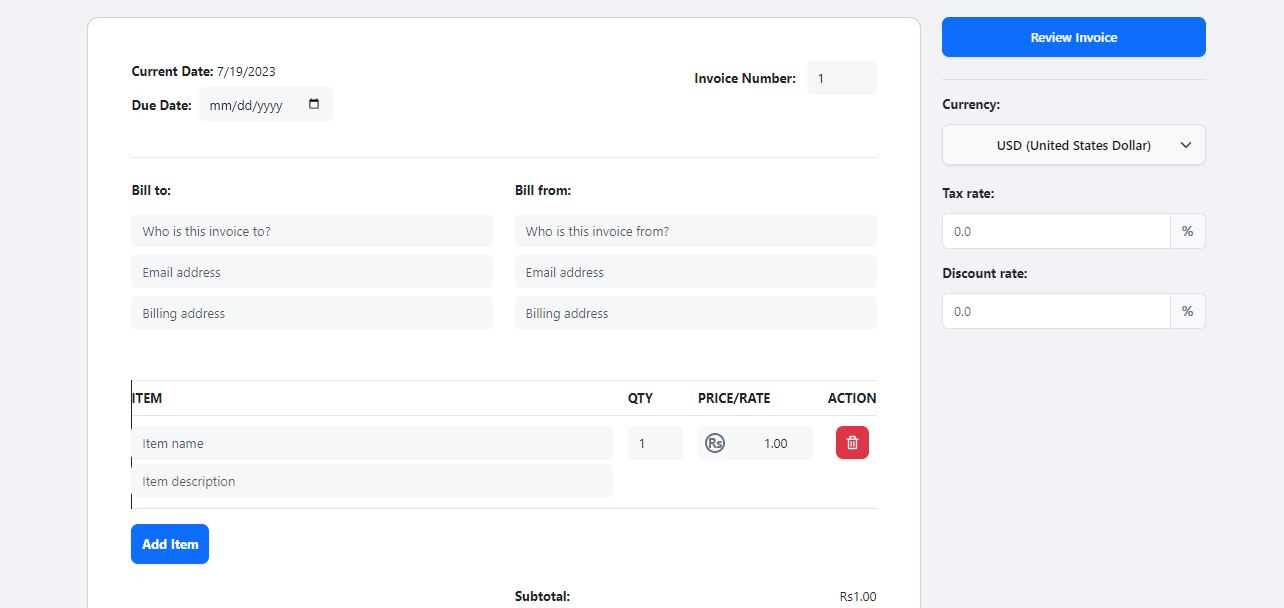 Review Invoice
Current Date: 7/19/2023
Invoice Number: 1
Due Date: mm/dd/yyyy
Currency:
USD (United States Dollar)
Bill to:
Bill from:
Tax rate:
Who is this invoice to?
Who is this invoice from?
0.0 %
Email address
Email address
Discount rate:
Billing address
Billing address
0.0 %
ITEM QTY PRICE/RATE ACTION
Item name 1 Rs 1.00
Item description
Add Item
Subtotal: Rs1.00